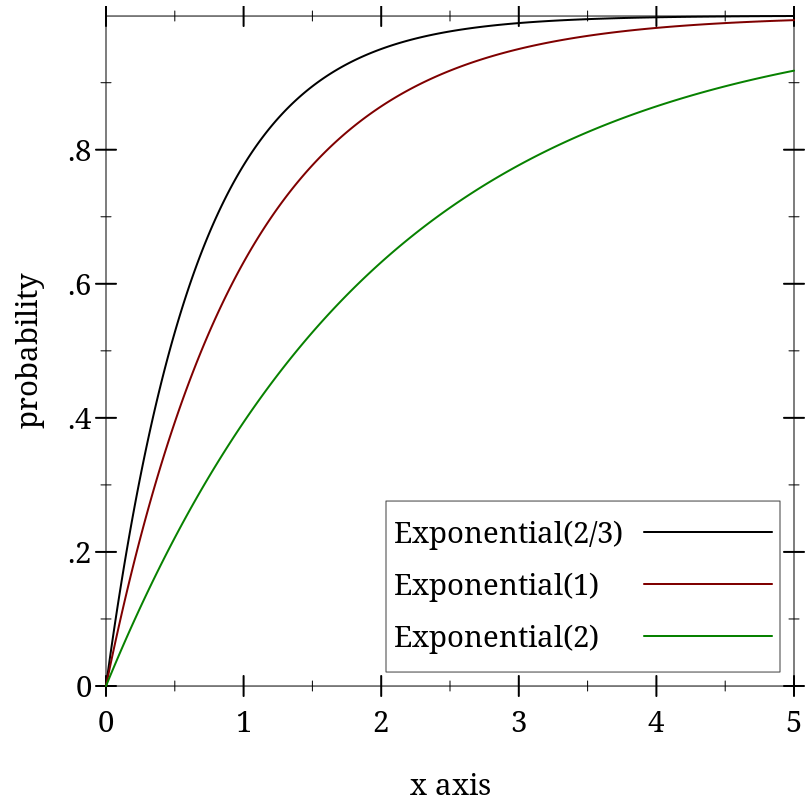 .8
.6
.4
.2
0
probability
Exponential(2/3)
Exponential(1)
Exponential(2)
0 1 2 3 4 5
x axis